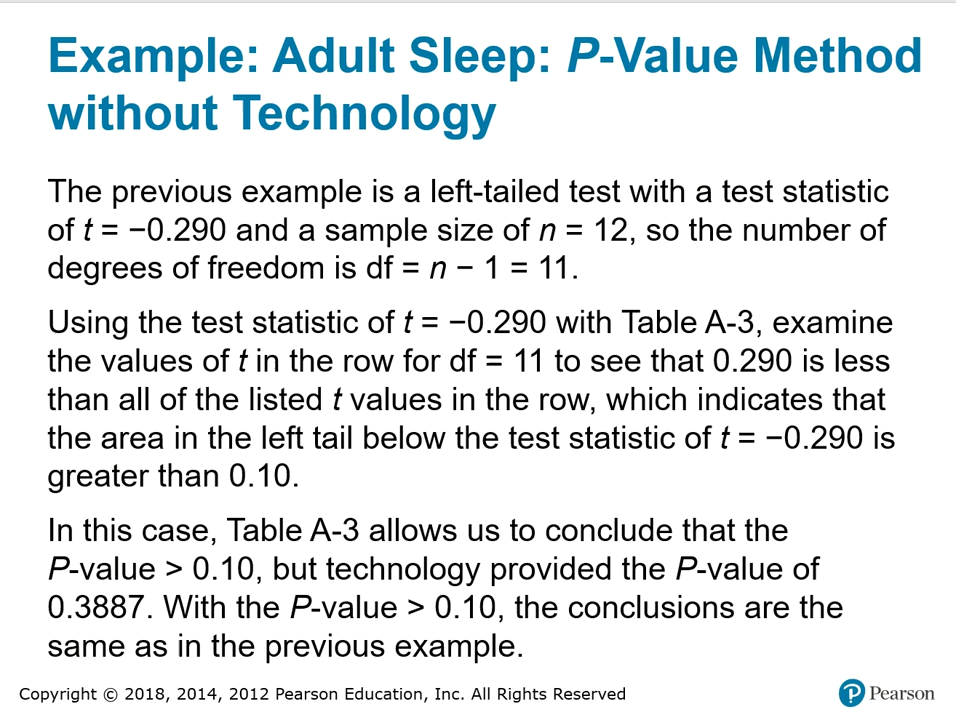 Example: Adult Sleep: P-Value Method
without Technology
The previous example is a left-tailed test with a test statistic
of t = −0.290 and a sample size of n = 12, so the number of
degrees of freedom is df = n − 1 = 11.
Using the test statistic of t = −0.290 with Table A-3, examine
the values of t in the row for df = 11 to see that 0.290 is less
than all of the listed t values in the row, which indicates that
the area in the left tail below the test statistic of t = −0.290 is
greater than 0.10.
In this case, Table A-3 allows us to conclude that the
P-value > 0.10, but technology provided the P-value of
0.3887. With the P-value > 0.10, the conclusions are the
same as in the previous example.
Copyright © 2018, 2014, 2012 Pearson Education, Inc. All Rights Reserved
P Pearson